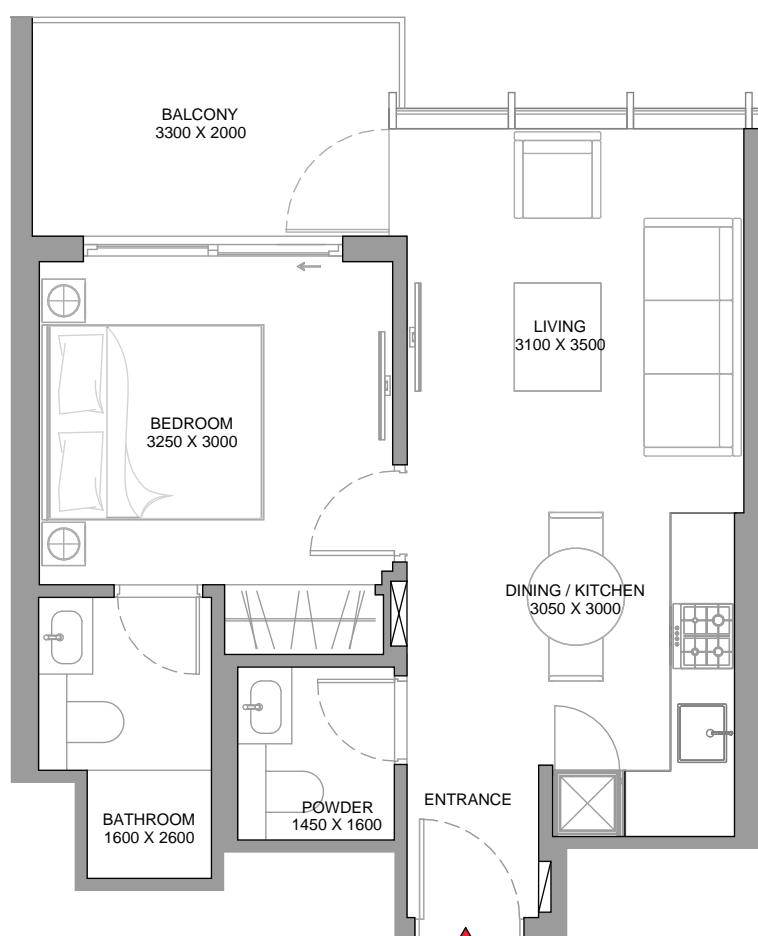 BALCONY
3300 X 2000
LIVING
3100 X 3500
BEDROOM
3250 X 3000
DINING / KITCHEN
3050 X 3000
ENTRANCE
POWDER
1450 X 1600
BATHROOM
1600 X 2600